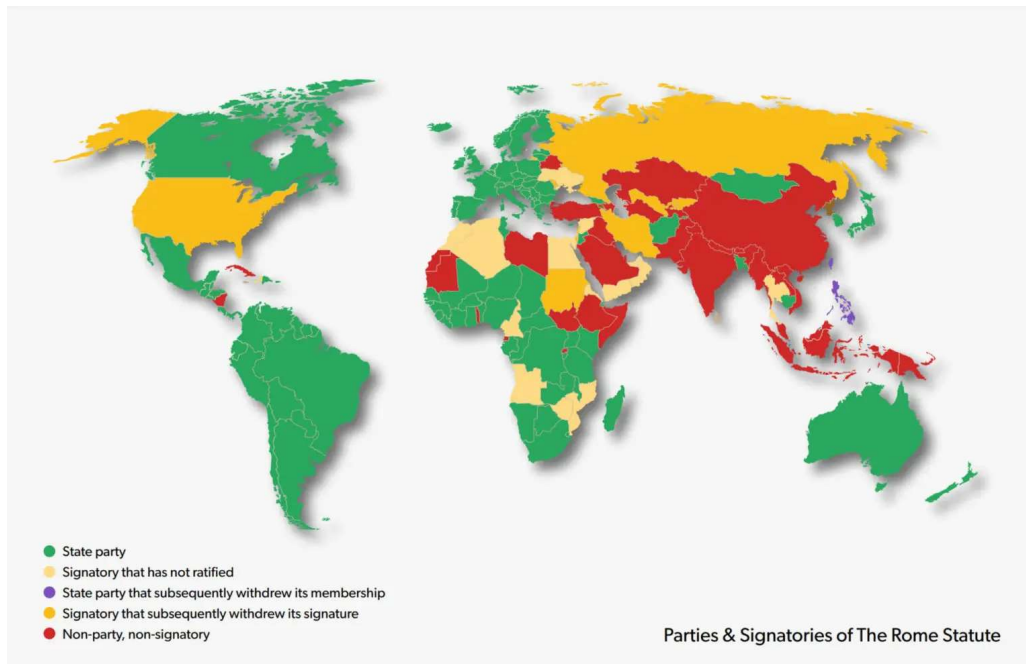 State party
Signatory that has not ratified
State party that subsequently withdrew its membership
Signatory that subsequently withdrew its signature
Non-party, non-signatory
Parties & Signatories of The Rome Statute